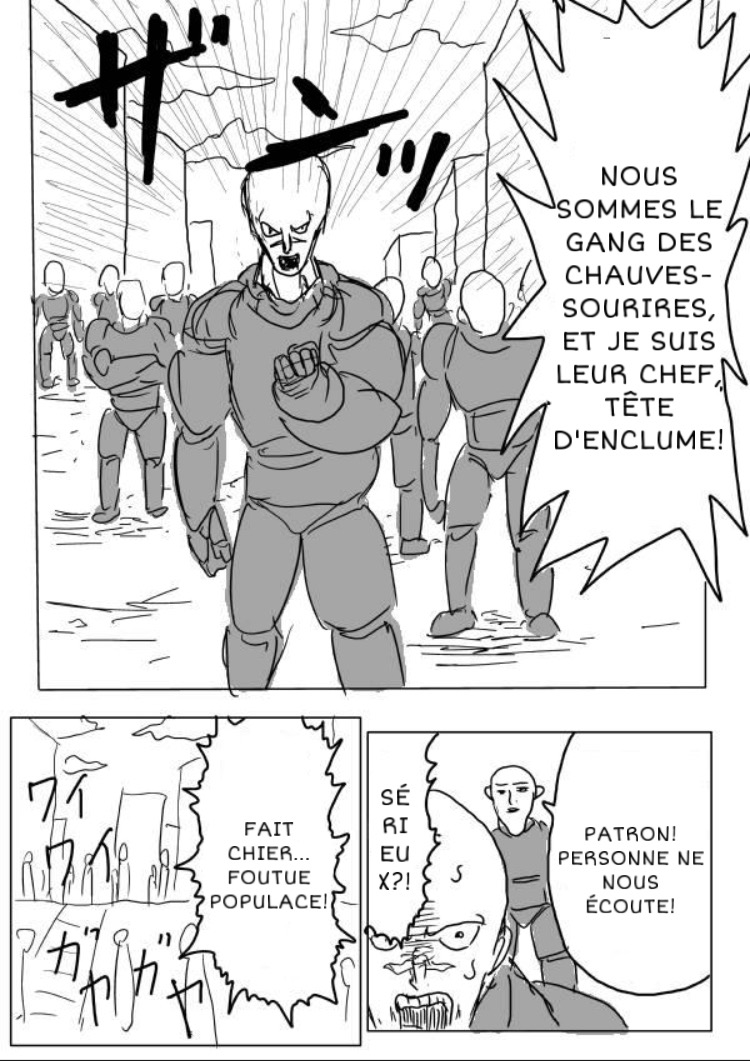 ザンッ
NOUS
SOMMES LE
GANG DES
CHAUVES-
SOURIRES,
ET JE SUIS
LEUR CHEF,
TÊTE
D'ENCLUME!
PATRON!
PERSONNE NE
NOUS
ÉCOUTE!
SÉ
RI
EU
X?!
FAIT
CHIER...
FOUTUE
POPULACE!
ワイ
ワイ
ガヤ
ガヤ